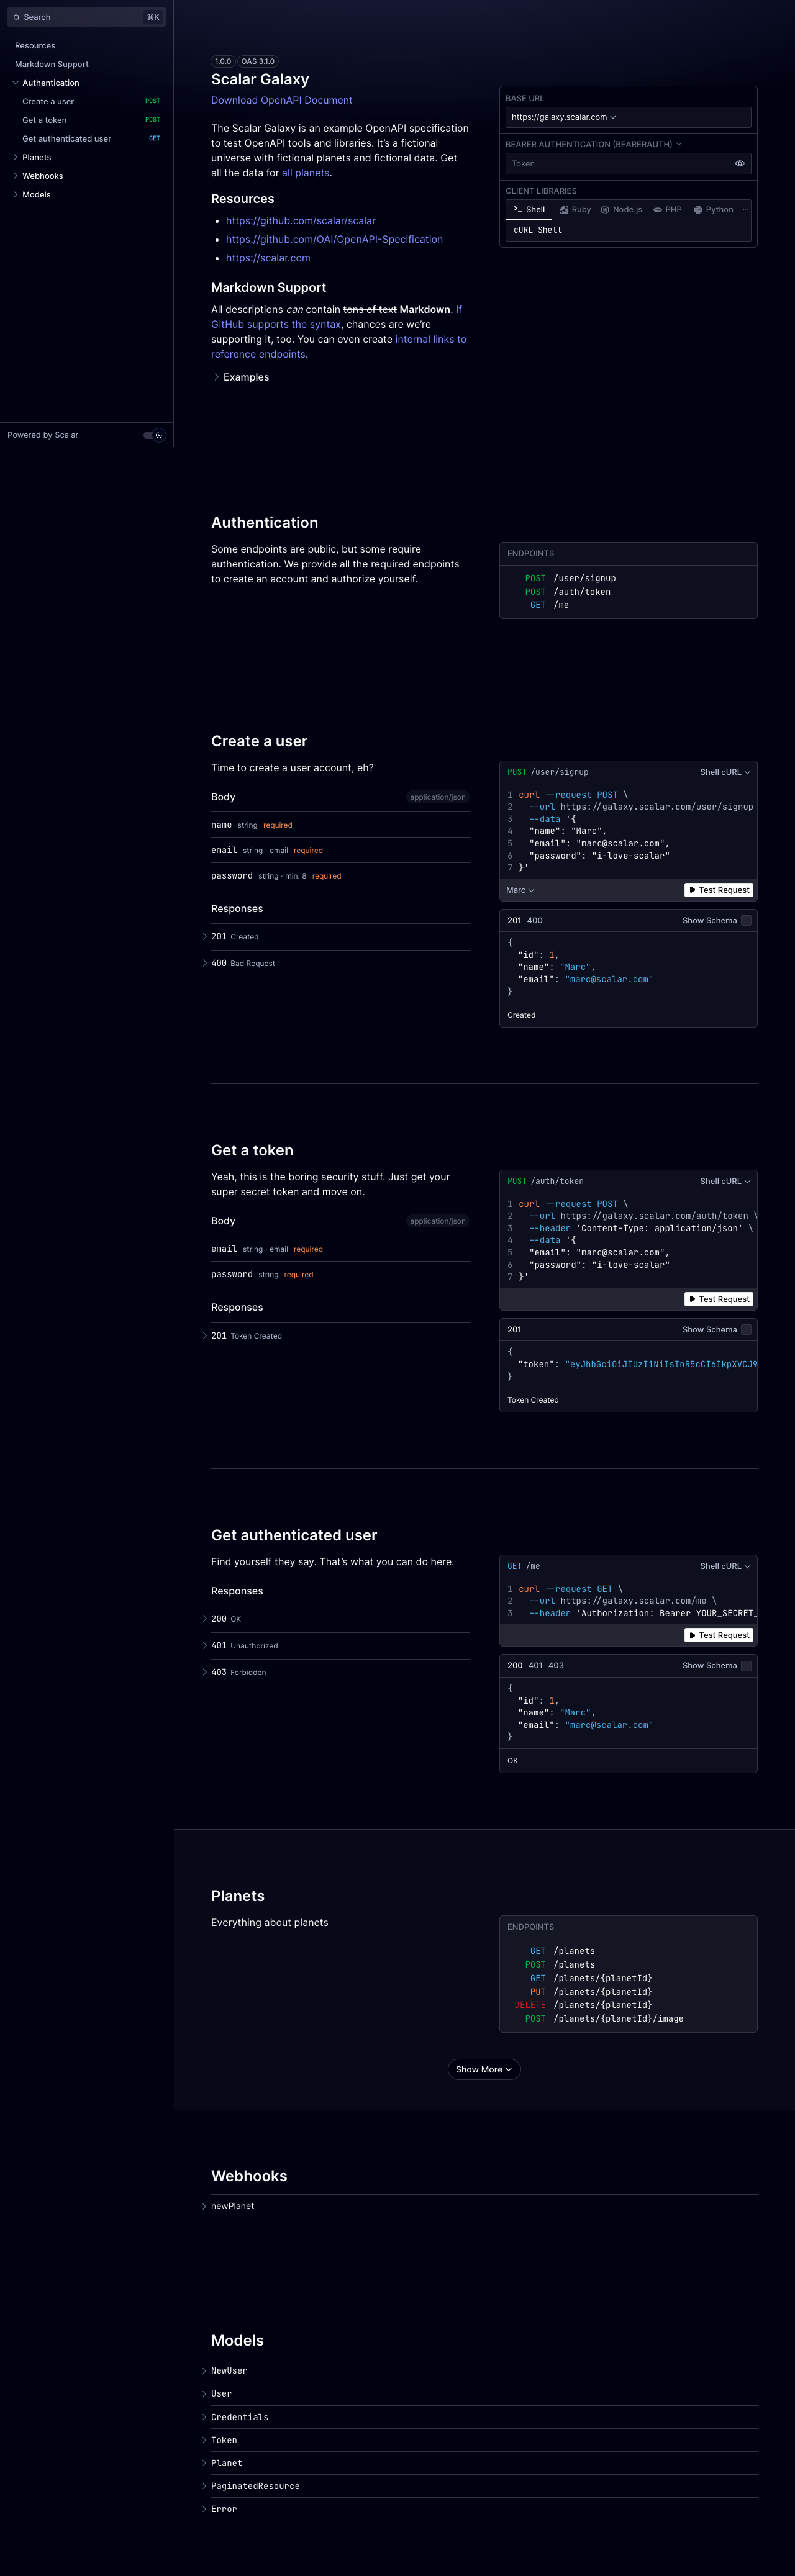 Search
⌘K
Resources
Markdown Support
Authentication
Create a user POST
Get a token POST
Get authenticated user GET
Planets
Webhooks
Models
Powered by Scalar
1.0.0 OAS 3.1.0
Scalar Galaxy
Download OpenAPI Document
The Scalar Galaxy is an example OpenAPI specification
to test OpenAPI tools and libraries. It’s a fictional
universe with fictional planets and fictional data. Get
all the data for all planets.
Resources
https://github.com/scalar/scalar
https://github.com/OAI/OpenAPI-Specification
https://scalar.com
Markdown Support
All descriptions can contain tons of text Markdown. If
GitHub supports the syntax, chances are we’re
supporting it, too. You can even create internal links to
reference endpoints.
Examples
BASE URL
https://galaxy.scalar.com
BEARER AUTHENTICATION (BEARERAUTH)
Token
CLIENT LIBRARIES
Shell Ruby Node.js PHP Python ...
cURL Shell
Authentication
Some endpoints are public, but some require
authentication. We provide all the required endpoints
to create an account and authorize yourself.
ENDPOINTS
POST /user/signup
POST /auth/token
GET /me
Create a user
Time to create a user account, eh?
Body application/json
name string required
email string · email required
password string · min: 8 required
Responses
201 Created
400 Bad Request
POST /user/signup Shell cURL
1 curl --request POST \
2 --url https://galaxy.scalar.com/user/signup
3 --data '{
4 "name": "Marc",
5 "email": "marc@scalar.com",
6 "password": "i-love-scalar"
7 }'
Marc Test Request
201 400 Show Schema
{
"id": 1,
"name": "Marc",
"email": "marc@scalar.com"
}
Created
Get a token
Yeah, this is the boring security stuff. Just get your
super secret token and move on.
Body application/json
email string · email required
password string required
Responses
201 Token Created
POST /auth/token Shell cURL
1 curl --request POST \
2 --url https://galaxy.scalar.com/auth/token \
3 --header 'Content-Type: application/json' \
4 --data '{
5 "email": "marc@scalar.com",
6 "password": "i-love-scalar"
7 }'
Test Request
201 Show Schema
{
"token": "eyJhbGciOiJIUzI1NiIsInR5cCI6IkpXVCJ9
}
Token Created
Get authenticated user
Find yourself they say. That’s what you can do here.
Responses
200 OK
401 Unauthorized
403 Forbidden
GET /me Shell cURL
1 curl --request GET \
2 --url https://galaxy.scalar.com/me \
3 --header 'Authorization: Bearer YOUR_SECRET_
Test Request
200 401 403 Show Schema
{
"id": 1,
"name": "Marc",
"email": "marc@scalar.com"
}
OK
Planets
Everything about planets
ENDPOINTS
GET /planets
POST /planets
GET /planets/{planetId}
PUT /planets/{planetId}
DELETE /planets/{planetId}
POST /planets/{planetId}/image
Show More
Webhooks
newPlanet
Models
NewUser
User
Credentials
Token
Planet
PaginatedResource
Error